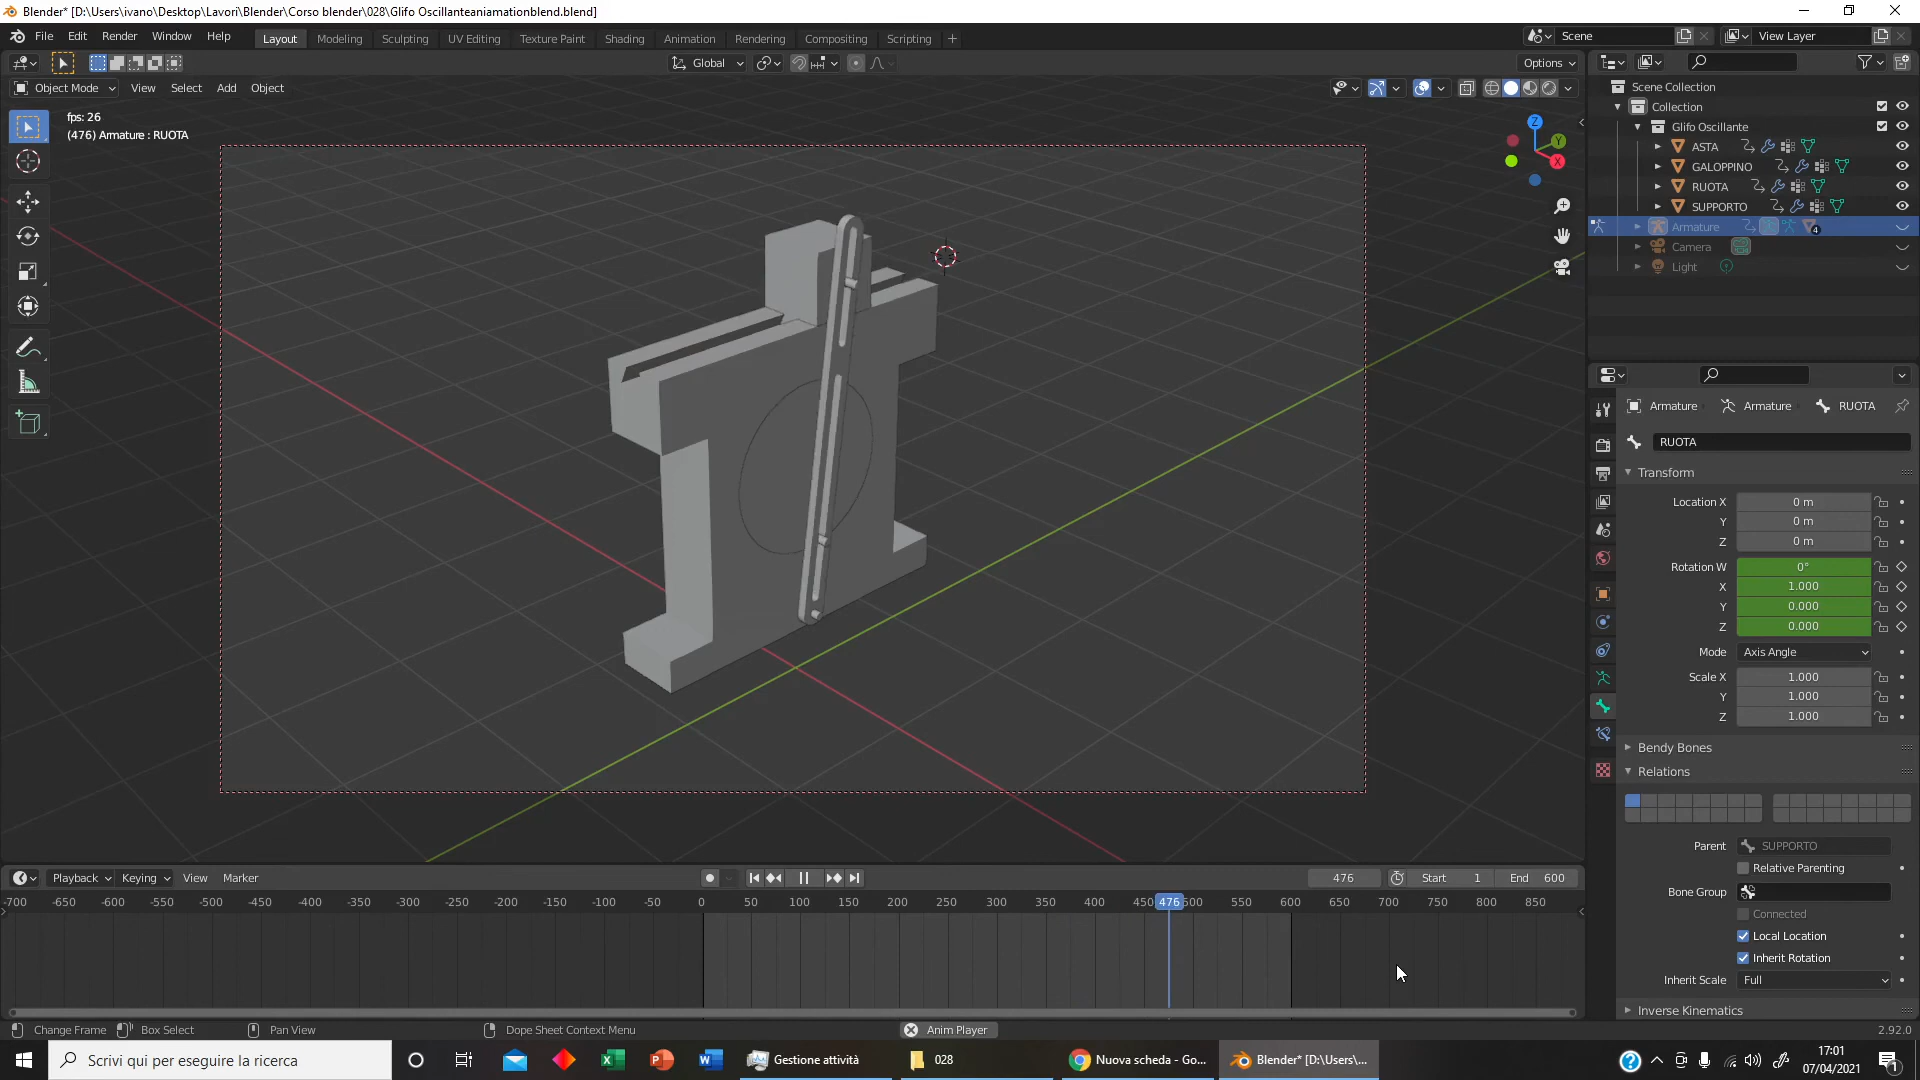 Blender* [D:\Users\ivano\Desktop\Lavori\Blender\Corso blender\028\Glifo Oscillanteaniamationblend.blend]
File Edit Render Window Help Layout Modeling Sculpting UV Editing Texture Paint Shading Animation Rendering Compositing Scripting + Scene View Layer
Global Options
Object Mode View Select Add Object
fps: 26
(476) Armature : RUOTA
Z
Y
X
Scene Collection
Collection
Glifo Oscillante
ASTA
GALOPPINO
RUOTA
SUPPORTO
Armature 4
Camera
Light
Armature Armature RUOTA
RUOTA
Transform
Location X 0 m
Y 0 m
Z 0 m
Rotation W 0°
X 1.000
Y 0.000
Z 0.000
Mode Axis Angle
Scale X 1.000
Y 1.000
Z 1.000
Bendy Bones
Relations
Parent SUPPORTO
Relative Parenting
Bone Group
Connected
Local Location
Inherit Rotation
Inherit Scale Full
Inverse Kinematics
Playback Keying View Marker 476 Start 1 End 600
-700 -650 -600 -550 -500 -450 -400 -350 -300 -250 -200 -150 -100 -50 0 50 100 150 200 250 300 350 400 450 476 500 550 600 650 700 750 800 850
Change Frame Box Select Pan View Dope Sheet Context Menu Anim Player 2.92.0
Scrivi qui per eseguire la ricerca Gestione attività 028 Nuova scheda - Go... Blender* [D:\Users\...
17:01
07/04/2021
1